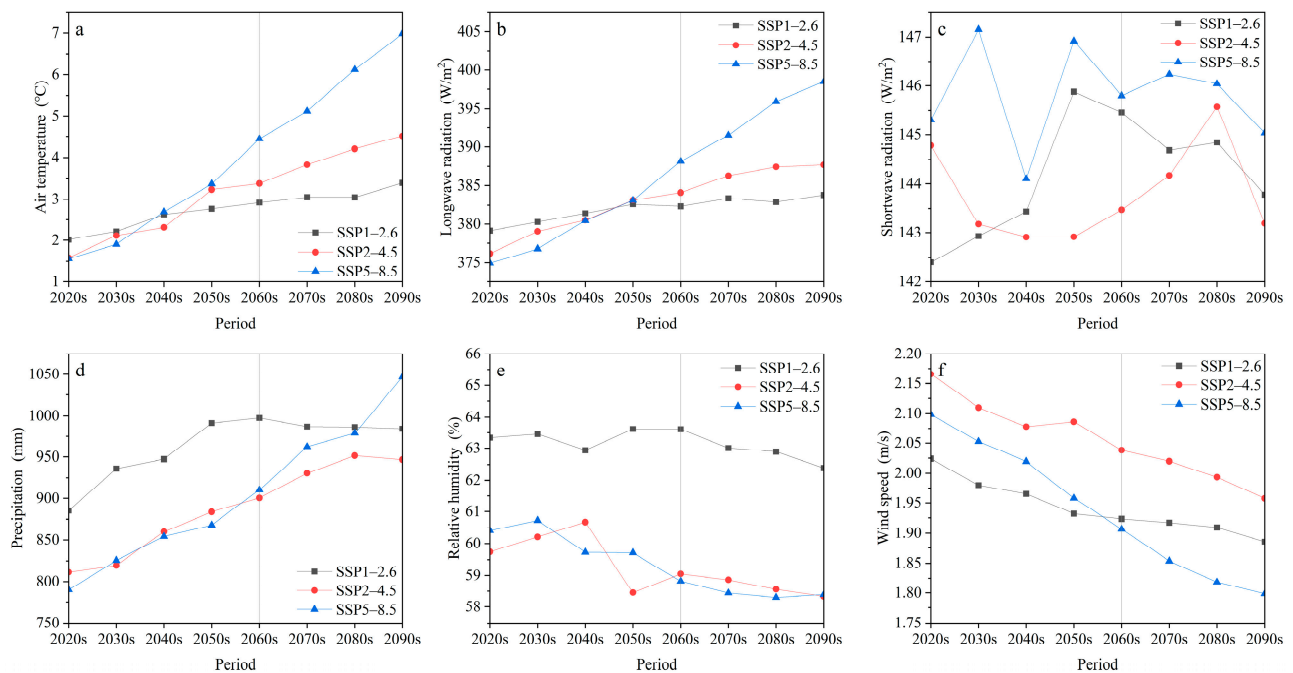 a
SSP1–2.6
SSP2–4.5
SSP5–8.5
Air temperature (°C)
7
6
5
4
3
2
1
2020s 2030s 2040s 2050s 2060s 2070s 2080s 2090s
Period
b
SSP1–2.6
SSP2–4.5
SSP5–8.5
Longwave radiation (W/m²)
405
400
395
390
385
380
375
2020s 2030s 2040s 2050s 2060s 2070s 2080s 2090s
Period
c
SSP1–2.6
SSP2–4.5
SSP5–8.5
Shortwave radiation (W/m²)
147
146
145
144
143
142
2020s 2030s 2040s 2050s 2060s 2070s 2080s 2090s
Period
d
SSP1–2.6
SSP2–4.5
SSP5–8.5
Precipitation (mm)
1050
1000
950
900
850
800
750
2020s 2030s 2040s 2050s 2060s 2070s 2080s 2090s
Period
e
SSP1–2.6
SSP2–4.5
SSP5–8.5
Relative humidity (%)
66
65
64
63
62
61
60
59
58
2020s 2030s 2040s 2050s 2060s 2070s 2080s 2090s
Period
f
SSP1–2.6
SSP2–4.5
SSP5–8.5
Wind speed (m/s)
2.20
2.15
2.10
2.05
2.00
1.95
1.90
1.85
1.80
1.75
2020s 2030s 2040s 2050s 2060s 2070s 2080s 2090s
Period